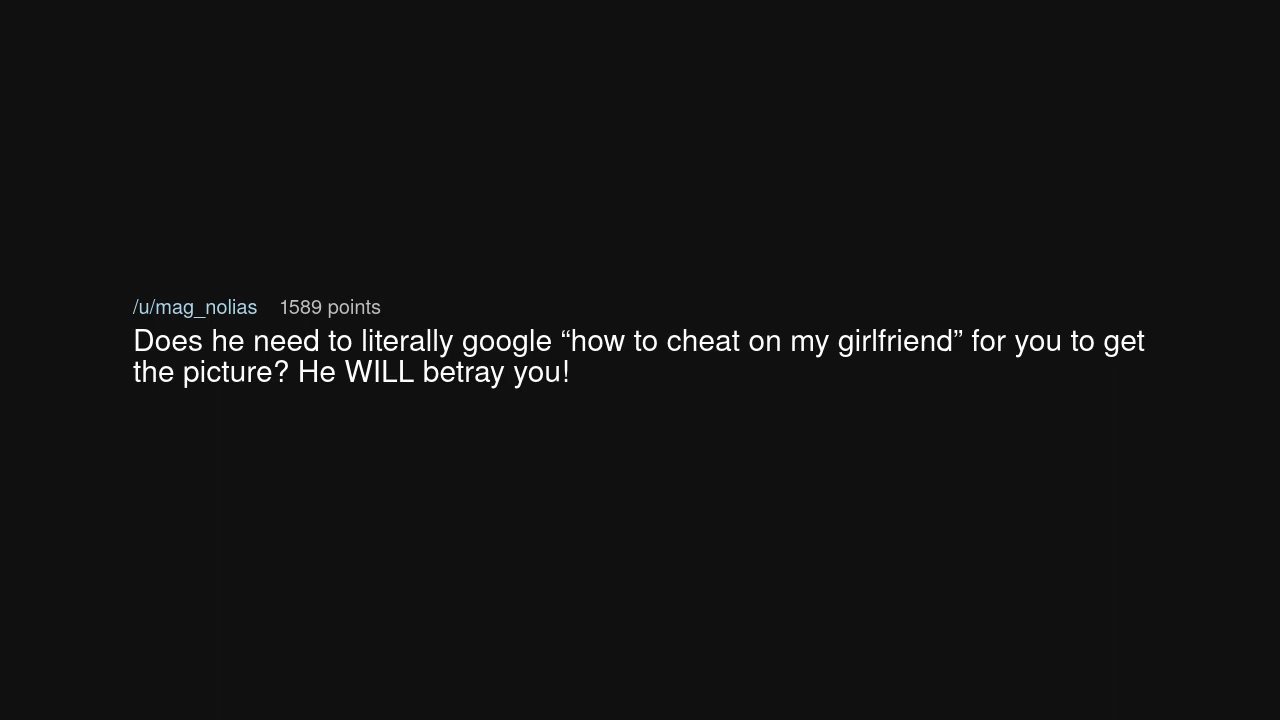 /u/mag_nolias 1589 points
Does he need to literally google “how to cheat on my girlfriend” for you to get
the picture? He WILL betray you!